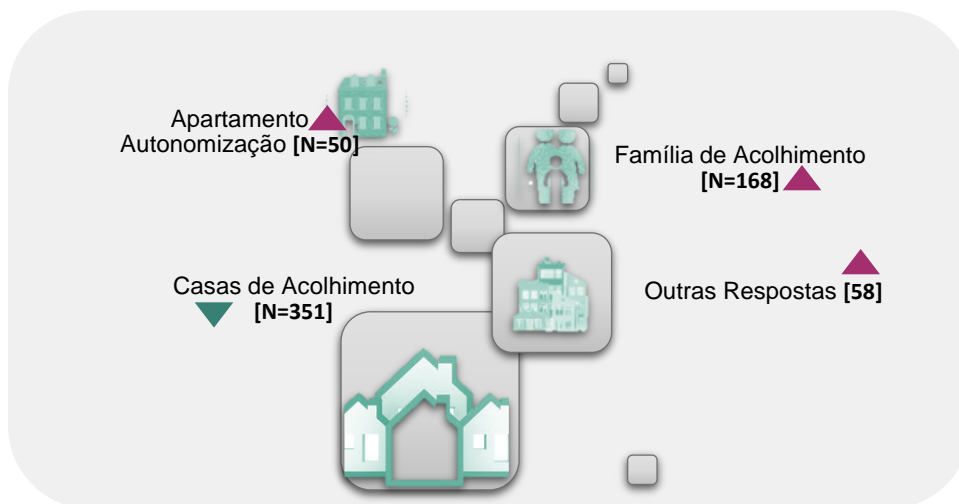 Apartamento
Autonomização [N=50]
Família de Acolhimento
[N=168]
Casas de Acolhimento
[N=351]
Outras Respostas [58]